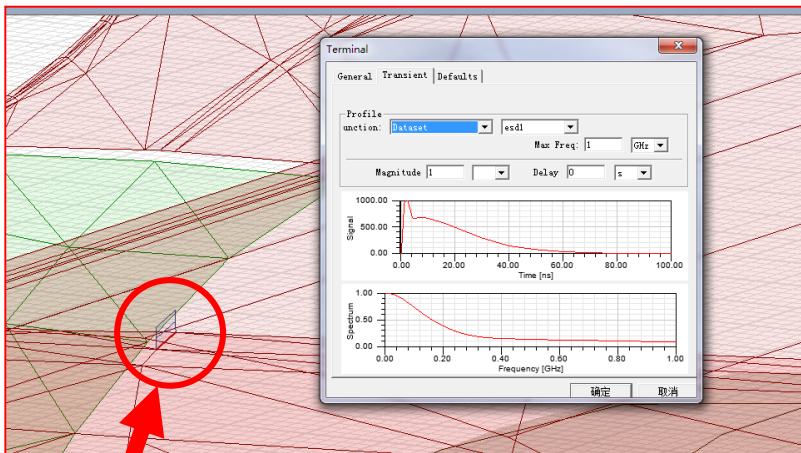 Terminal
General Transient Defaults
Profile
unction: Dataset esd1
Max Freq: 1 GHz
Magnitude 1 Delay 0 s
1000.00
500.00
0.00
Signal
0.00 20.00 40.00 60.00 80.00 100.00
Time [ns]
1.00
0.50
0.00
Spectrum
0.00 0.20 0.40 0.60 0.80 1.00
Frequency [GHz]
确定 取消